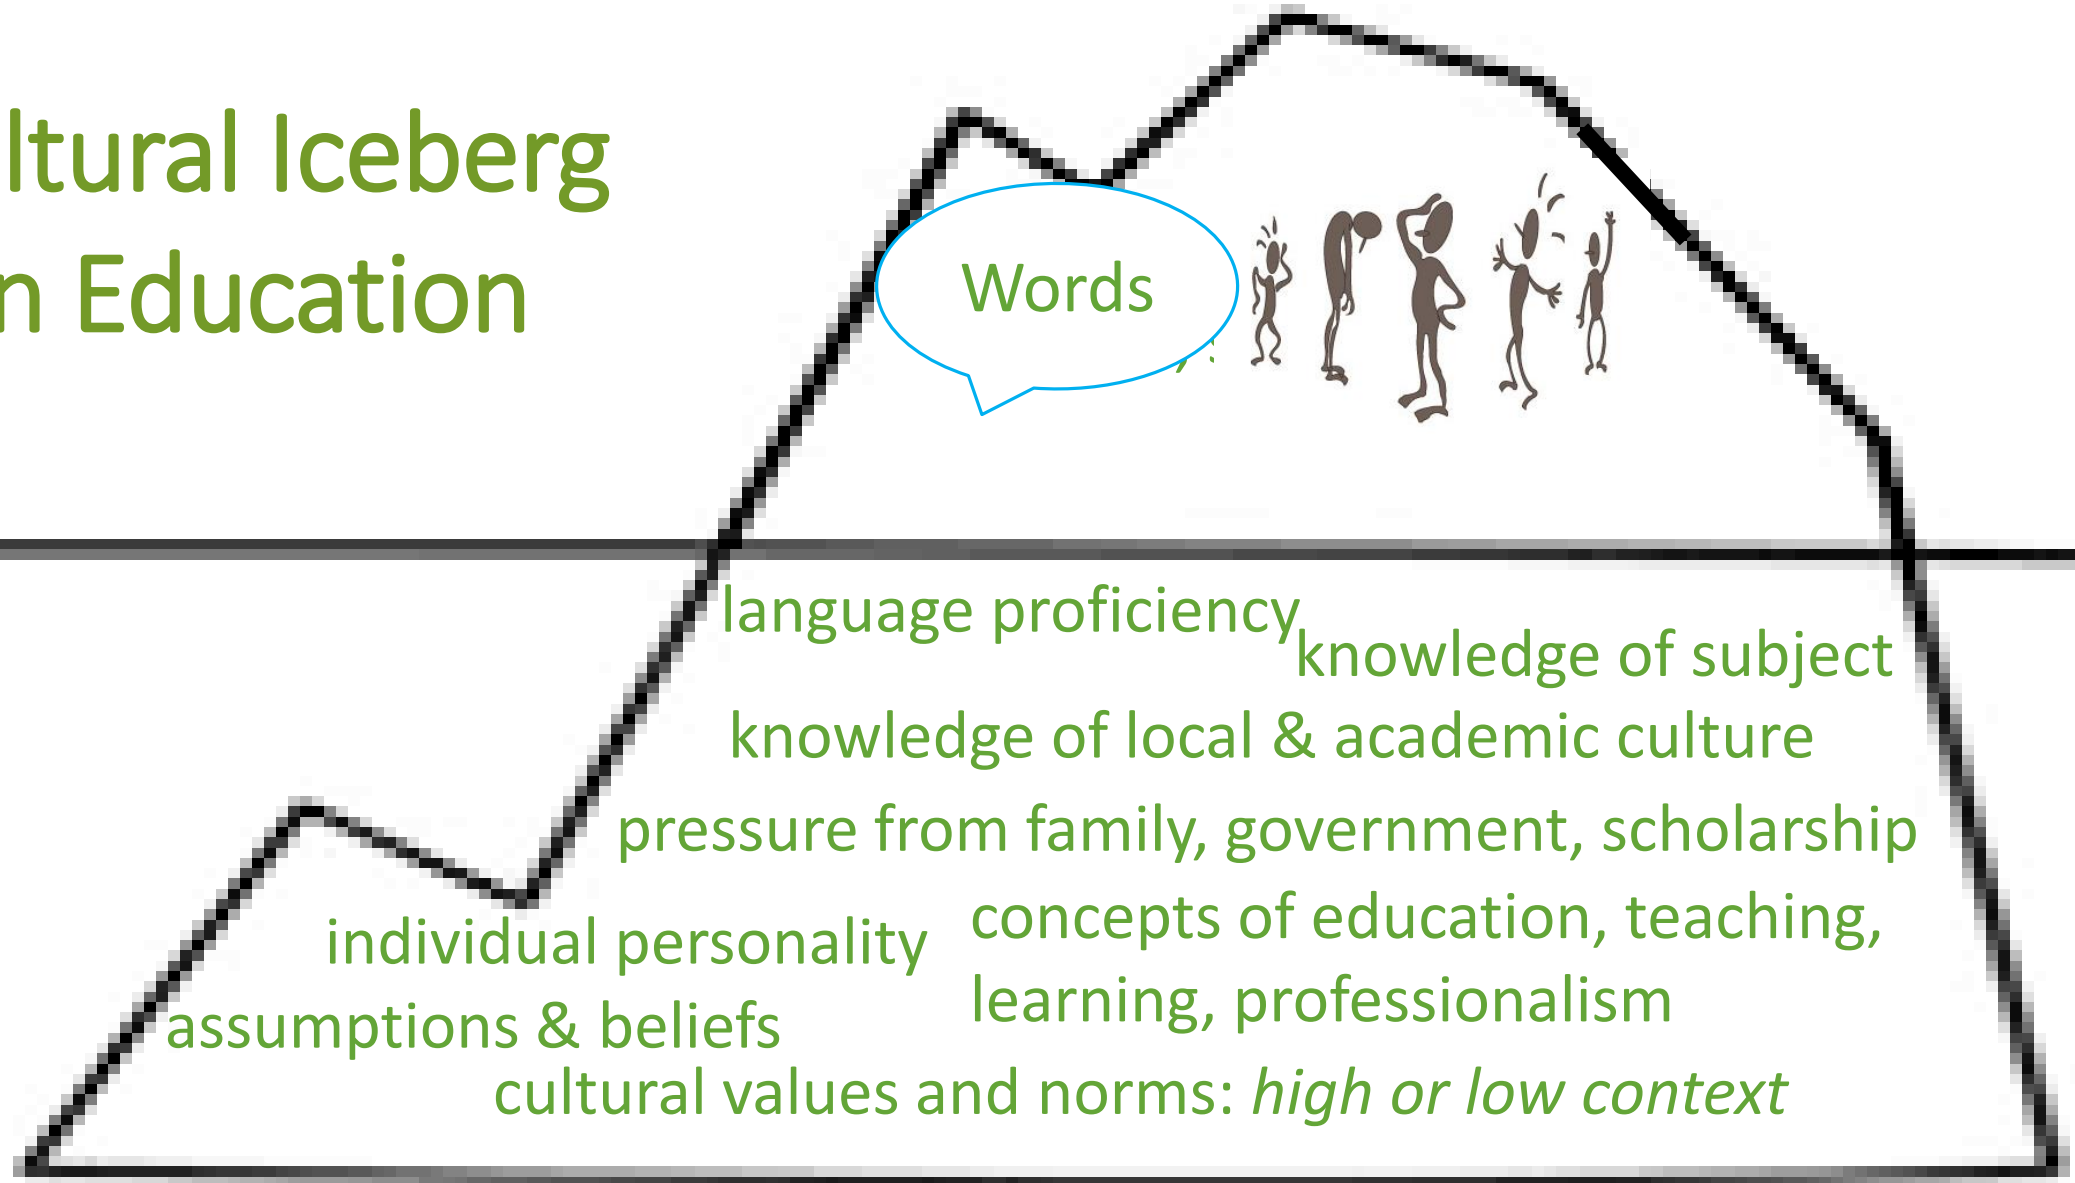 ltural Iceberg
n Education
Words
language proficiency
knowledge of subject
knowledge of local & academic culture
pressure from family, government, scholarship
individual personality
concepts of education, teaching,
learning, professionalism
assumptions & beliefs
cultural values and norms: high or low context